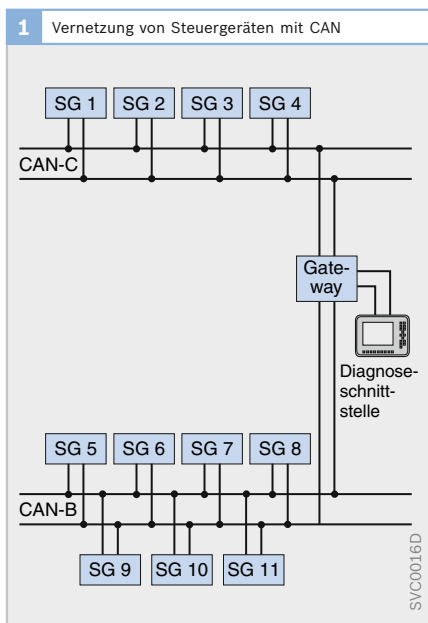 1 Vernetzung von Steuergeräten mit CAN
SG 1 SG 2 SG 3 SG 4
CAN-C
Gate-
way
Diagnose-
schnitt-
stelle
SG 5 SG 6 SG 7 SG 8
CAN-B
SG 9 SG 10 SG 11
SVC0016D